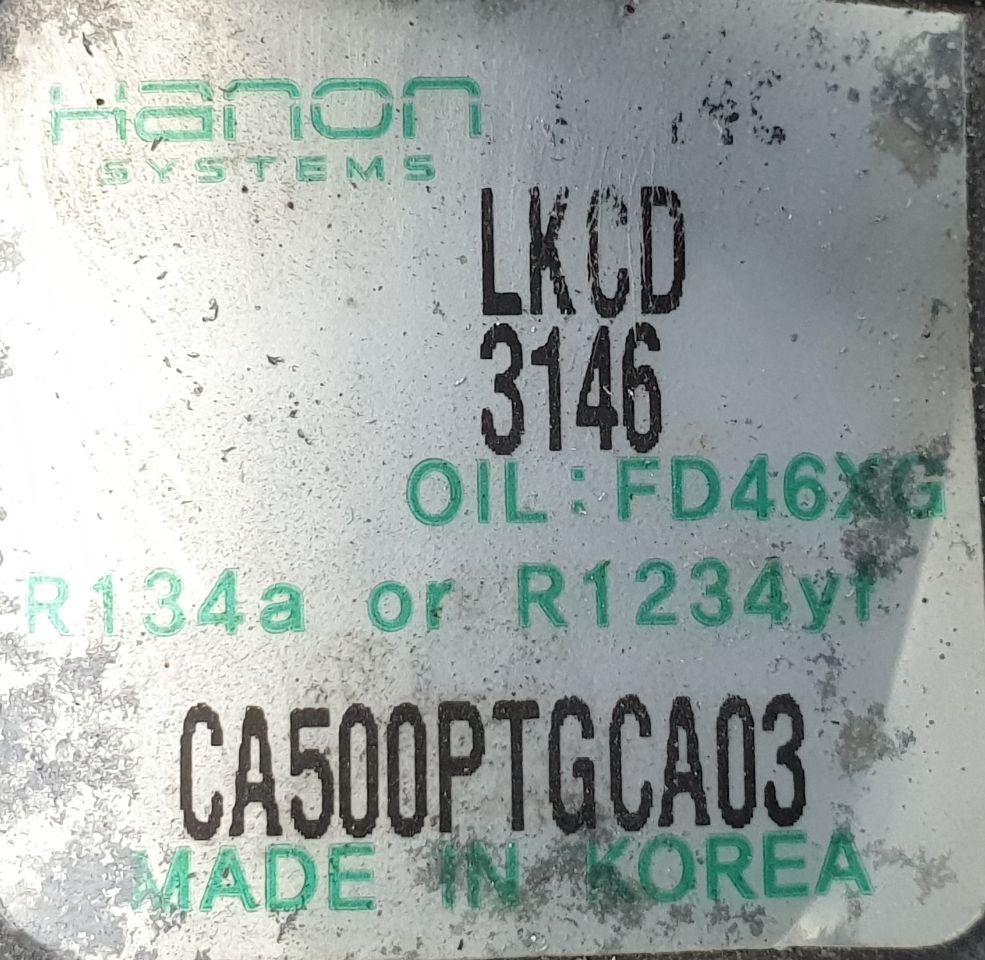 Hanon
SYSTEMS
LKCD
3146
OIL:FD46XG
R134a or R1234yf
CA500PTGCA03
MADE IN KOREA